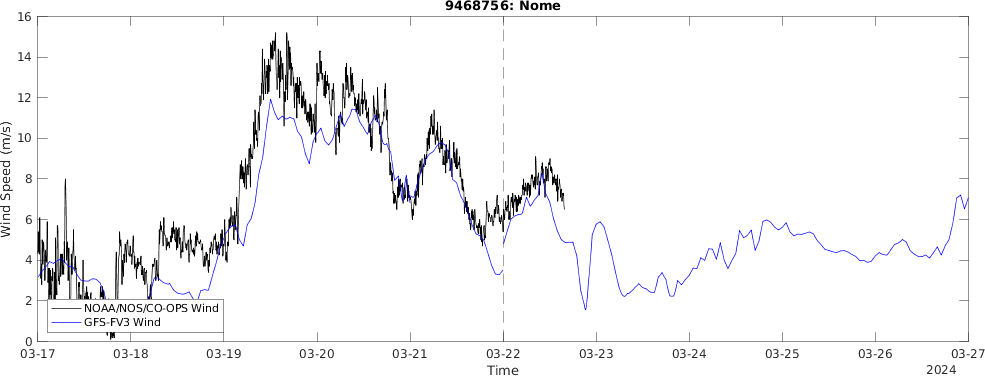 9468756: Nome
Wind Speed (m/s)
16
14
12
10
8
6
4
2
0
NOAA/NOS/CO-OPS Wind
GFS-FV3 Wind
03-17 03-18 03-19 03-20 03-21 03-22 03-23 03-24 03-25 03-26 03-27
Time
2024